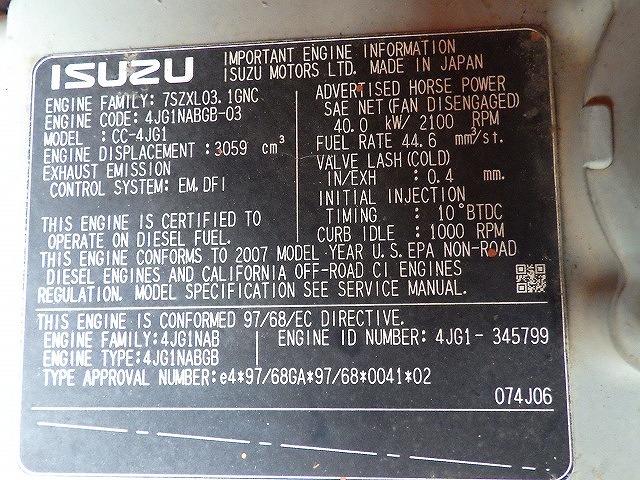 ISUZU
IMPORTANT ENGINE INFORMATION
ISUZU MOTORS LTD. MADE IN JAPAN
ENGINE FAMILY: 7SZXL03.1GNC
ENGINE CODE: 4JG1NABGB-03
MODEL : CC-4JG1
ENGINE DISPLACEMENT :3059 cm³
EXHAUST EMISSION
CONTROL SYSTEM: EM,DFI
THIS ENGINE IS CERTIFIED TO
OPERATE ON DIESEL FUEL.
ADVERTISED HORSE POWER
SAE NET (FAN DISENGAGED)
40.0 kW/ 2100 RPM
FUEL RATE 44.6 mm³/st.
VALVE LASH (COLD)
IN/EXH : 0.4 mm.
INITIAL INJECTION
TIMING : 10°BTDC
CURB IDLE : 1000 RPM
THIS ENGINE CONFORMS TO 2007 MODEL YEAR U.S.EPA NON-ROAD
DIESEL ENGINES AND CALIFORNIA OFF-ROAD CI ENGINES
REGULATION. MODEL SPECIFICATION SEE SERVICE MANUAL.
THIS ENGINE IS CONFORMED 97/68/EC DIRECTIVE.
ENGINE FAMILY:4JG1NAB
ENGINE TYPE:4JG1NABGB
ENGINE ID NUMBER: 4JG1- 345799
TYPE APPROVAL NUMBER:e4*97/68GA*97/68*0041*02
074J06